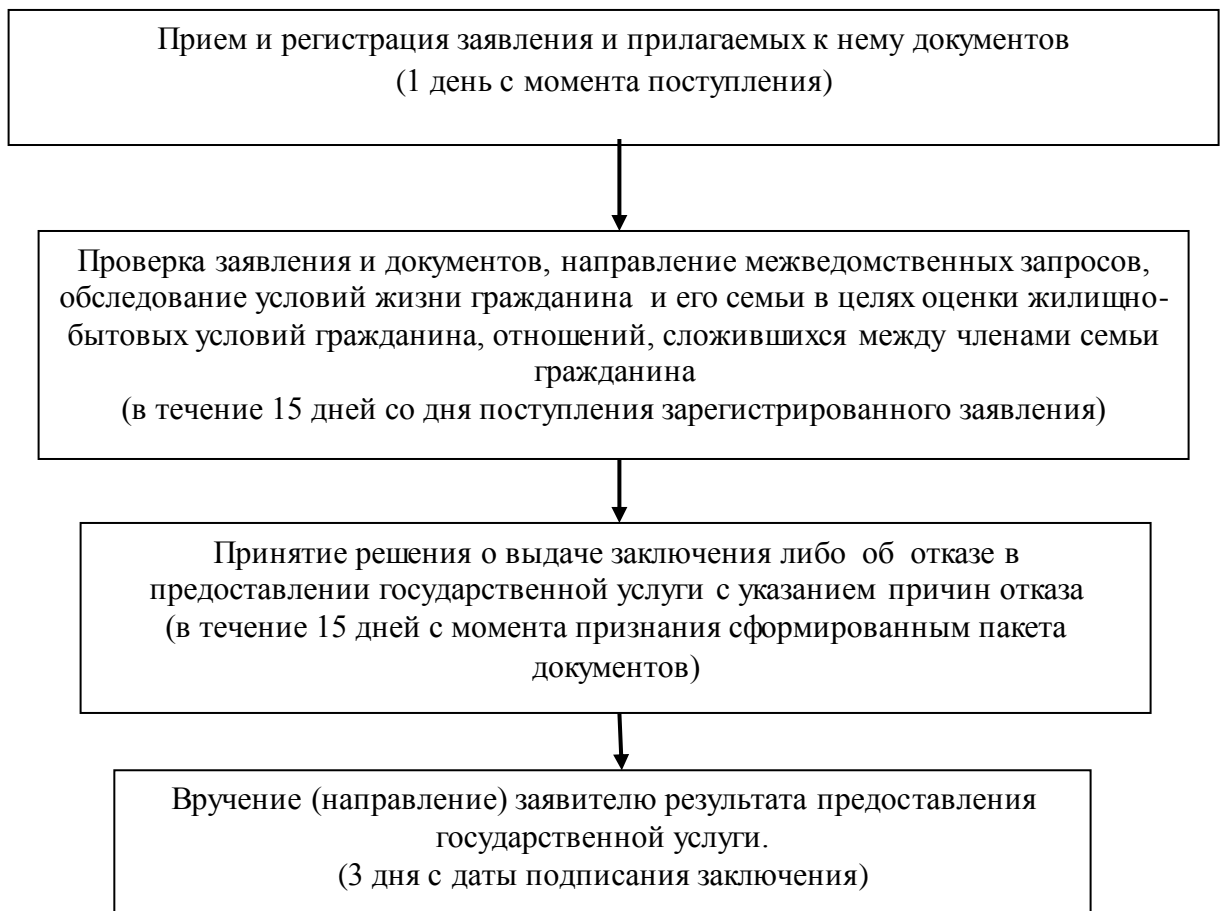 Прием и регистрация заявления и прилагаемых к нему документов
(1 день с момента поступления)
Проверка заявления и документов, направление межведомственных запросов,
обследование условий жизни гражданина и его семьи в целях оценки жилищно-
бытовых условий гражданина, отношений, сложившихся между членами семьи
гражданина
(в течение 15 дней со дня поступления зарегистрированного заявления)
Принятие решения о выдаче заключения либо об отказе в
предоставлении государственной услуги с указанием причин отказа
(в течение 15 дней с момента признания сформированным пакета
документов)
Вручение (направление) заявителю результата предоставления
государственной услуги.
(3 дня с даты подписания заключения)